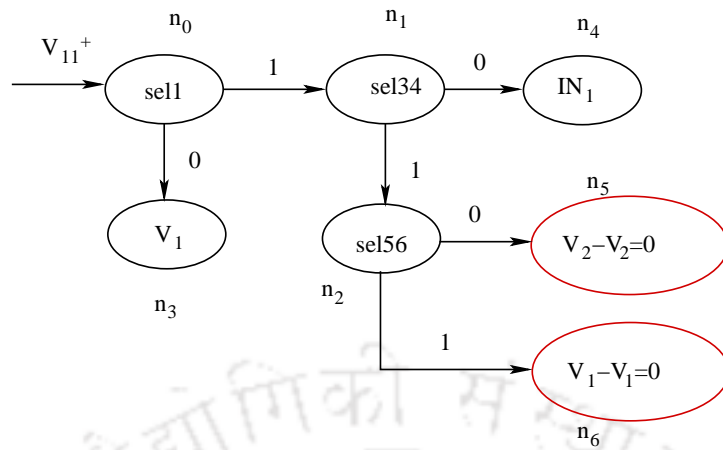 n₀ n₁ n₄
V₁₁⁺
sel1 1 sel34 0 IN₁
0 1
V₁ sel56 0 n₅
V₂−V₂=0
n₃ n₂
1 V₁−V₁=0
n₆